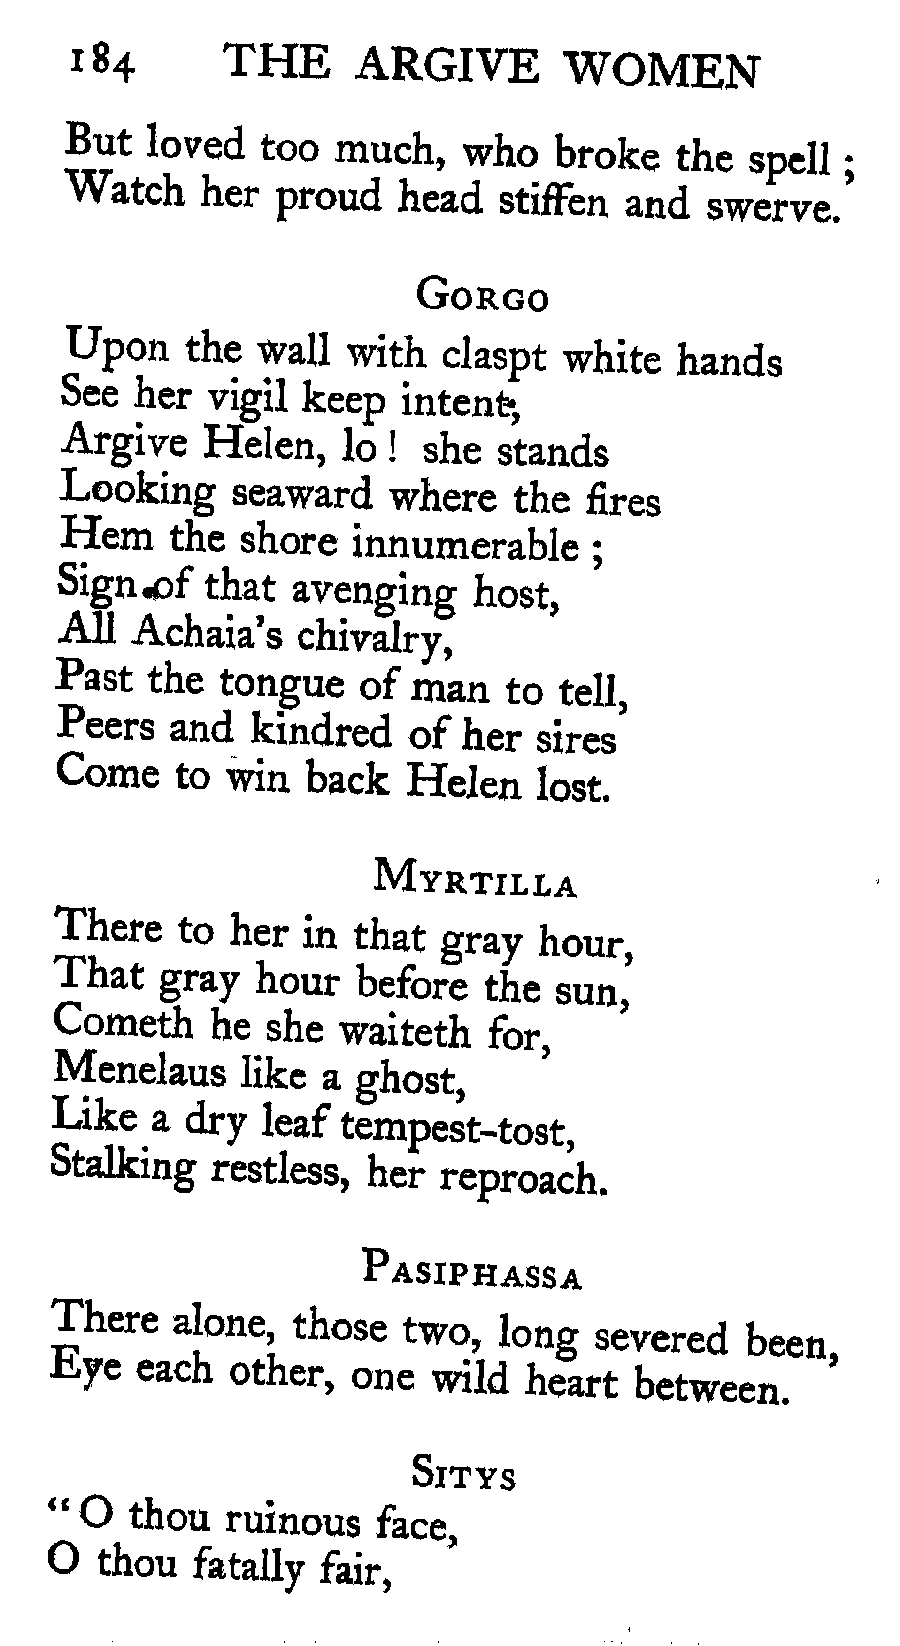 184 THE ARGIVE WOMEN
But loved too much, who broke the spell ;
Watch her proud head stiffen and swerve.
GORGO
Upon the wall with claspt white hands
See her vigil keep intent,
Argive Helen, lo ! she stands
Looking seaward where the fires
Hem the shore innumerable ;
Sign of that avenging host,
All Achaia's chivalry,
Past the tongue of man to tell,
Peers and kindred of her sires
Come to win back Helen lost.
MYRTILLA
There to her in that gray hour,
That gray hour before the sun,
Cometh he she waiteth for,
Menelaus like a ghost,
Like a dry leaf tempest-tost,
Stalking restless, her reproach.
PASIPHASSA
There alone, those two, long severed been,
Eye each other, one wild heart between.
SITYS
“ O thou ruinous face,
O thou fatally fair,